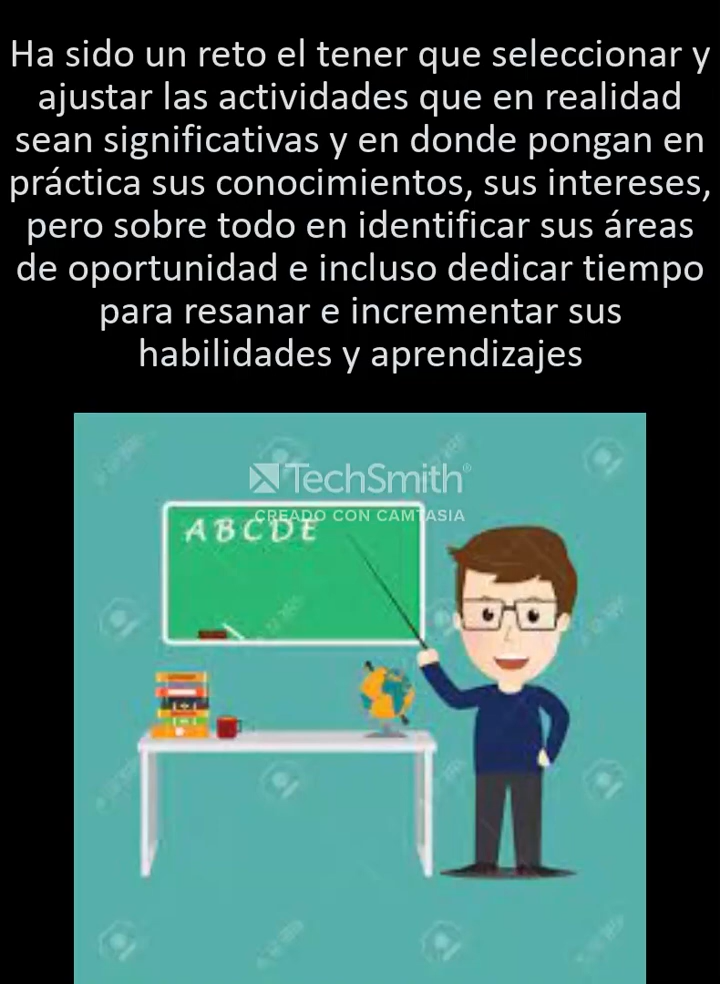 Ha sido un reto el tener que seleccionar y
ajustar las actividades que en realidad
sean significativas y en donde pongan en
práctica sus conocimientos, sus intereses,
pero sobre todo en identificar sus áreas
de oportunidad e incluso dedicar tiempo
para resanar e incrementar sus
habilidades y aprendizajes
TechSmith®
CREADO CON CAMTASIA
ABCDE